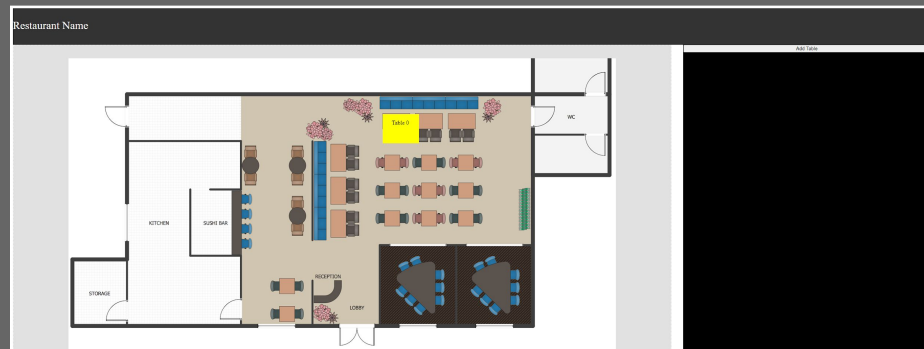 Restaurant Name
Add Table
Table 0
WC
KITCHEN
SUSHI BAR
RECEPTION
STORAGE
LOBBY